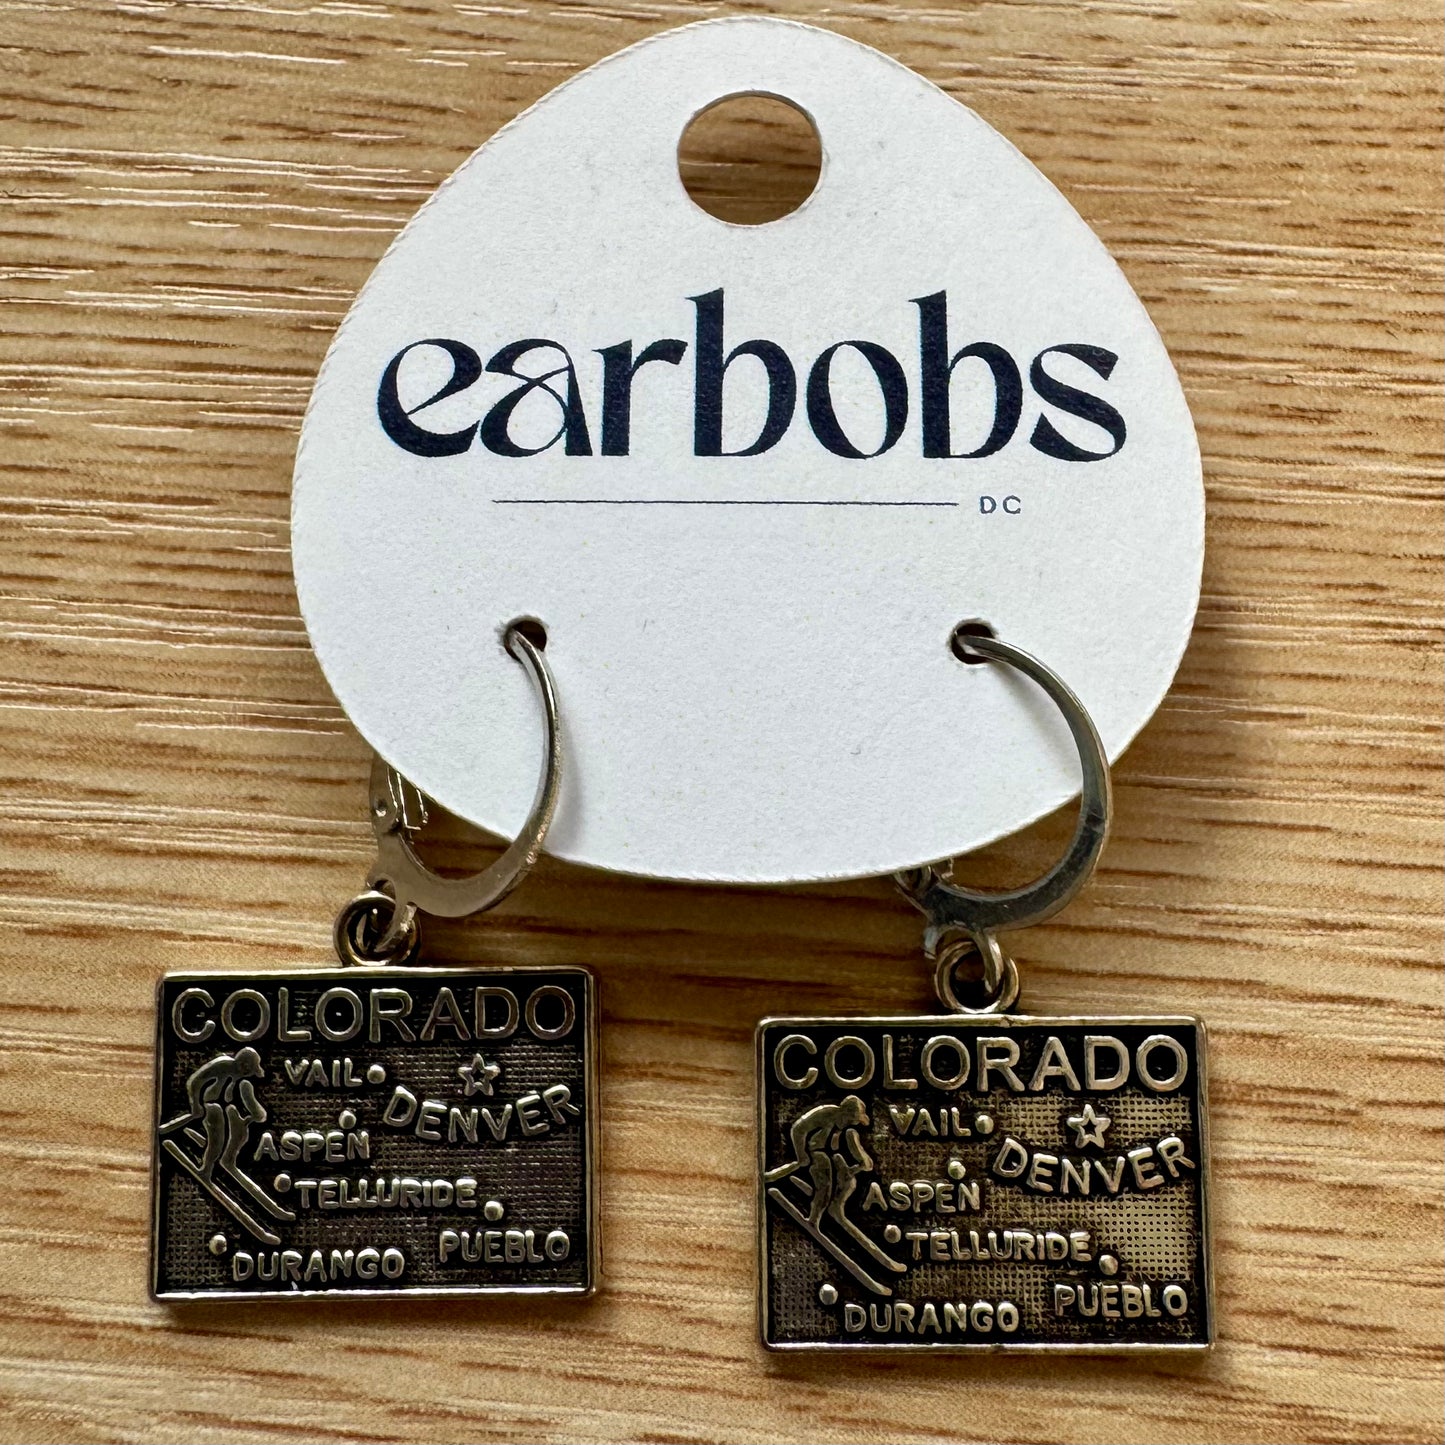 earbobs
DC
COLORADO
VAIL
DENVER
ASPEN
TELLURIDE
PUEBLO
DURANGO
COLORADO
VAIL
DENVER
ASPEN
TELLURIDE
PUEBLO
DURANGO